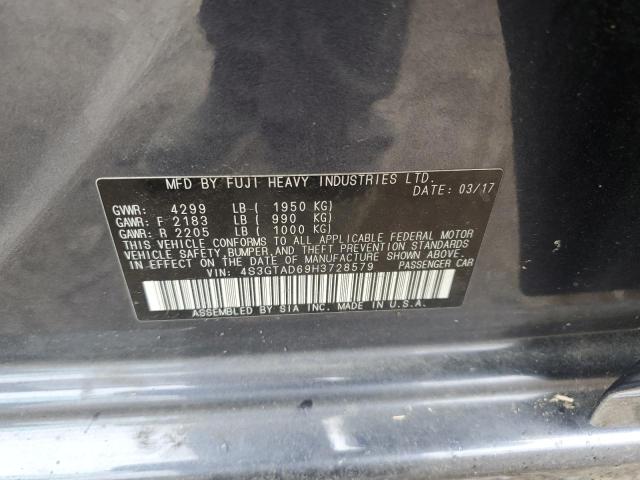 MFD BY FUJI HEAVY INDUSTRIES LTD.
DATE: 03/17
GVWR: 4299 LB ( 1950 KG)
GAWR: F 2183 LB ( 990 KG)
GAWR: R 2205 LB ( 1000 KG)
THIS VEHICLE CONFORMS TO ALL APPLICABLE FEDERAL MOTOR
VEHICLE SAFETY, BUMPER, AND THEFT PREVENTION STANDARDS
IN EFFECT ON THE DATE OF MANUFACTURE SHOWN ABOVE.
VIN: 4S3GTAD69H3728579 PASSENGER CAR
ASSEMBLED BY SIA INC. MADE IN U.S.A.